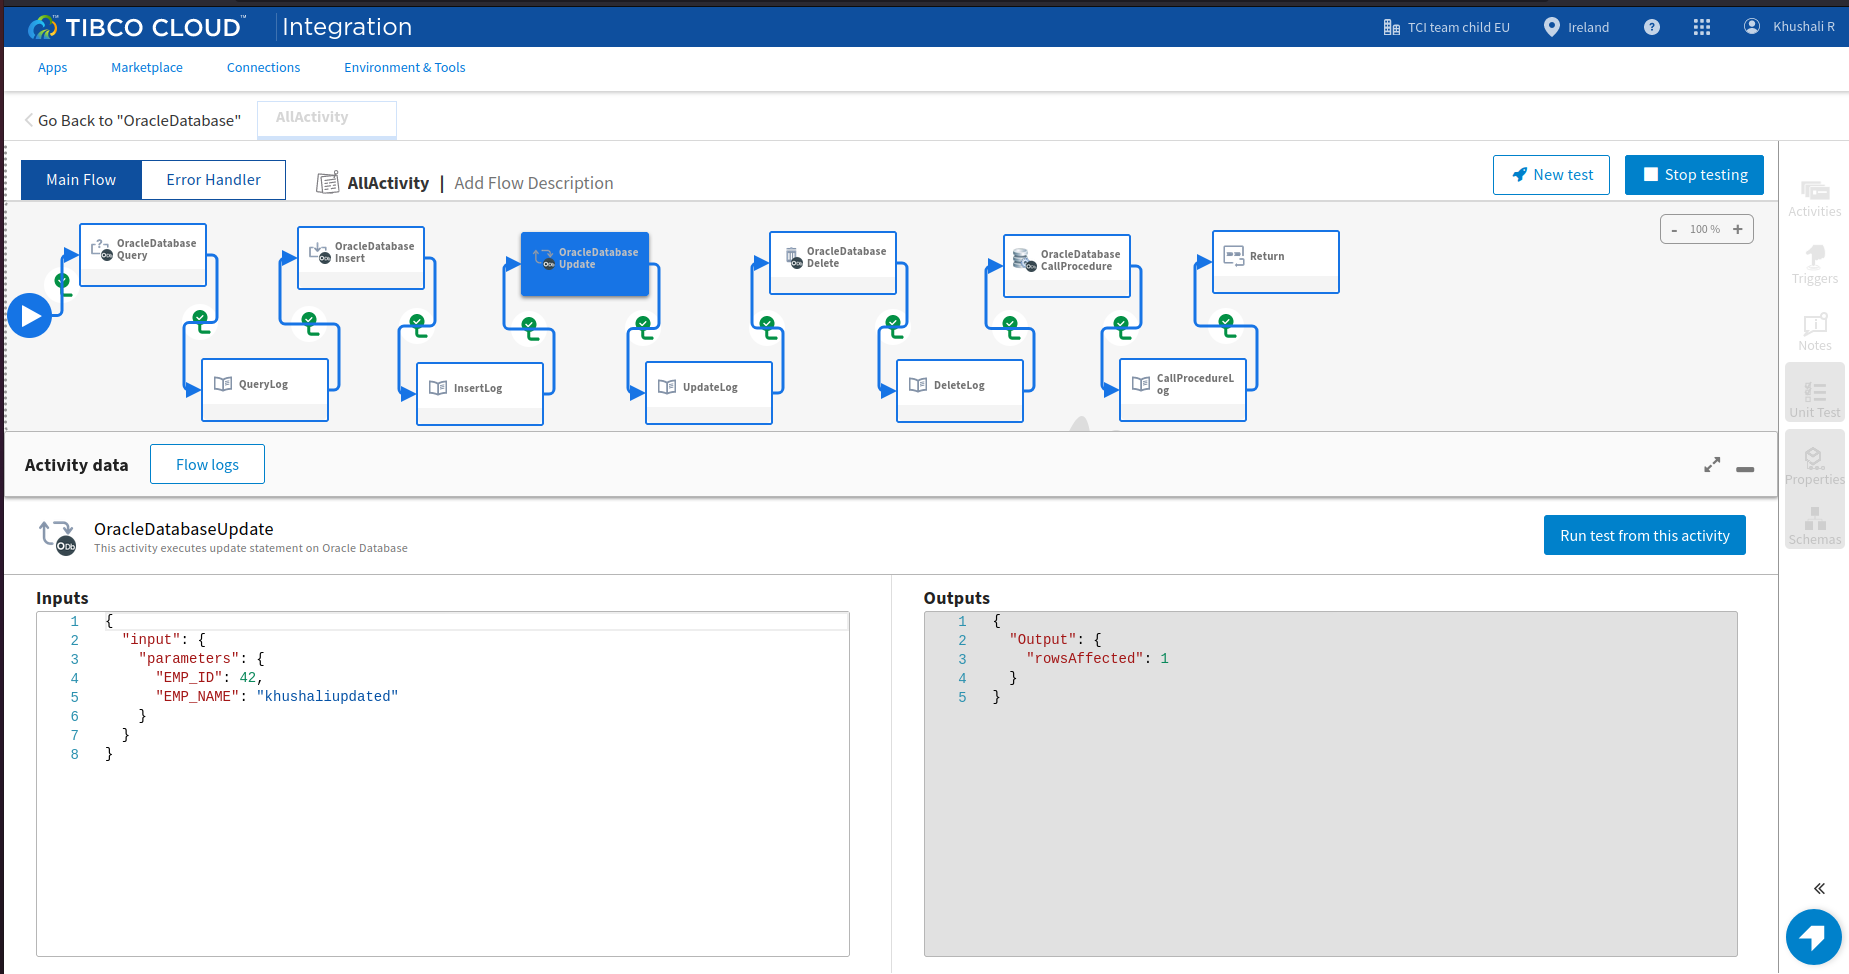 TIBCO CLOUD™ Integration
TCI team child EU
Ireland
?
Khushali R
Apps
Marketplace
Connections
Environment & Tools
Go Back to "OracleDatabase"
AllActivity
Main Flow
Error Handler
AllActivity | Add Flow Description
New test
Stop testing
- 100 % +
OracleDatabase
Query
OracleDatabase
Insert
OracleDatabase
Update
OracleDatabase
Delete
OracleDatabase
CallProcedure
Return
QueryLog
InsertLog
UpdateLog
DeleteLog
CallProcedureL
og
Activities
Triggers
Notes
Unit Test
Properties
Schemas
Activity data
Flow logs
ODb
OracleDatabaseUpdate
This activity executes update statement on Oracle Database
Run test from this activity
Inputs
1 {
2 "input": {
3 "parameters": {
4 "EMP_ID": 42,
5 "EMP_NAME": "khushaliupdated"
6 }
7 }
8 }
Outputs
1 {
2 "Output": {
3 "rowsAffected": 1
4 }
5 }